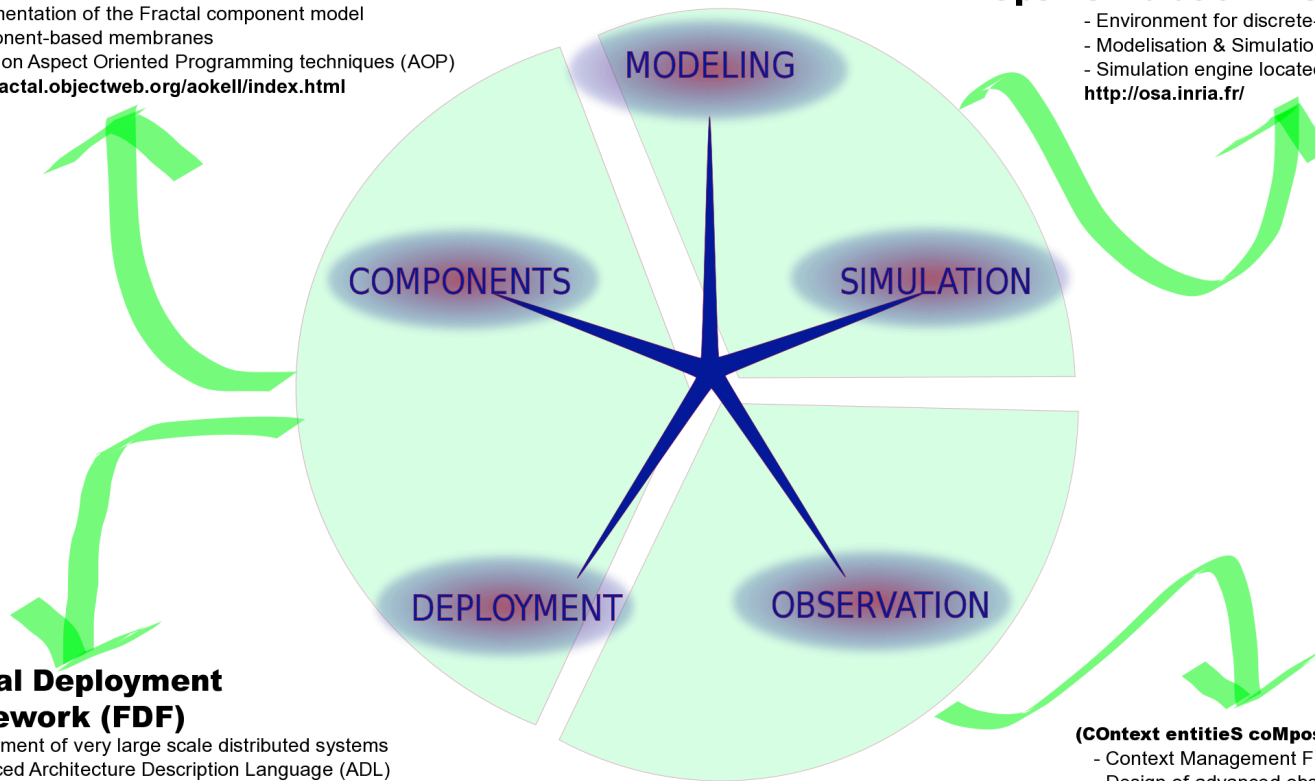 mentation of the Fractal component model
onent-based membranes
on Aspect Oriented Programming techniques (AOP)
actal.objectweb.org/aokell/index.html
- Environment for discrete-
- Modelisation & Simulatio
- Simulation engine locate
http://osa.inria.fr/
MODELING
COMPONENTS
SIMULATION
DEPLOYMENT
OBSERVATION
al Deployment
ework (FDF)
ment of very large scale distributed systems
ced Architecture Description Language (ADL)
(COntext entitieS coMpos
- Context Management F